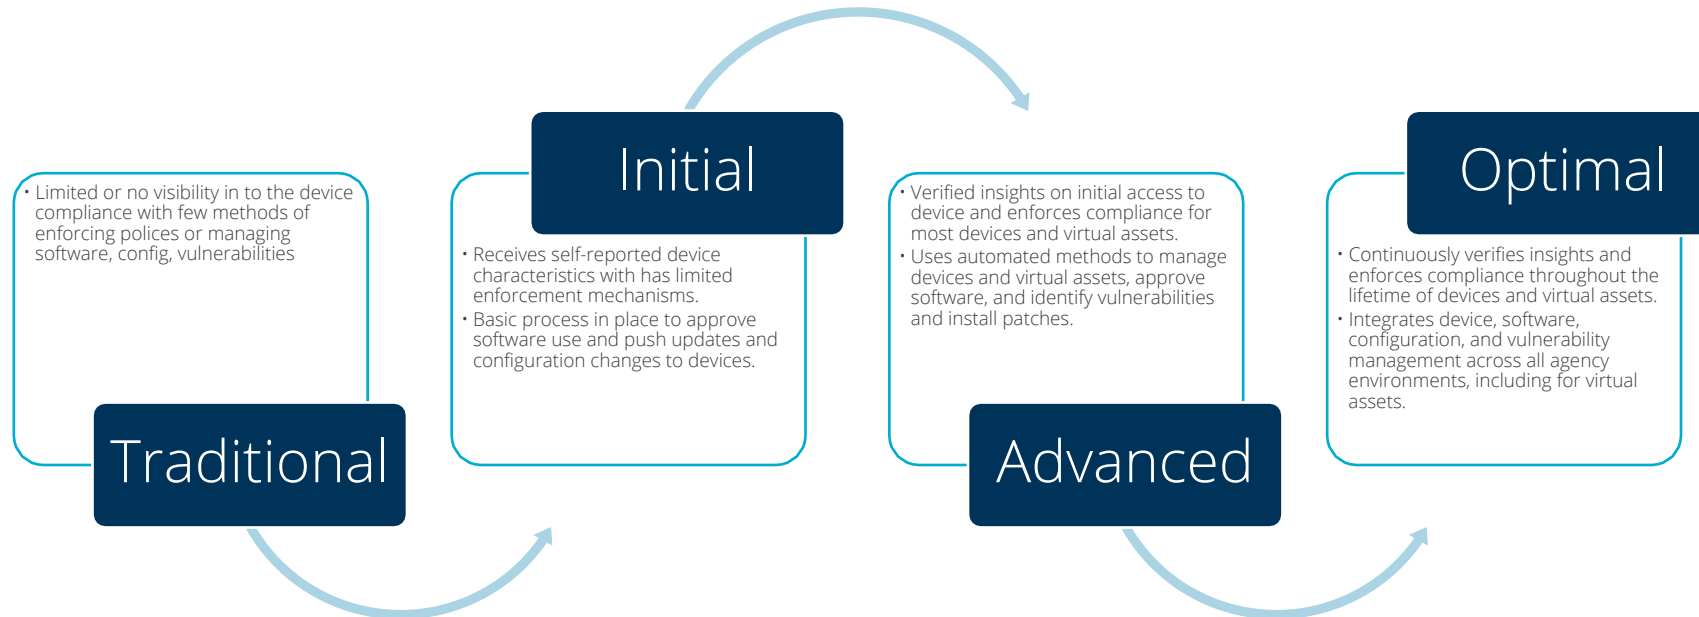 • Limited or no visibility in to the device
compliance with few methods of
enforcing polices or managing
software, config, vulnerabilities
Traditional
Initial
• Receives self-reported device
characteristics with has limited
enforcement mechanisms.
• Basic process in place to approve
software use and push updates and
configuration changes to devices.
• Verified insights on initial access to
device and enforces compliance for
most devices and virtual assets.
• Uses automated methods to manage
devices and virtual assets, approve
software, and identify vulnerabilities
and install patches.
Advanced
Optimal
• Continuously verifies insights and
enforces compliance throughout the
lifetime of devices and virtual assets.
• Integrates device, software,
configuration, and vulnerability
management across all agency
environments, including for virtual
assets.